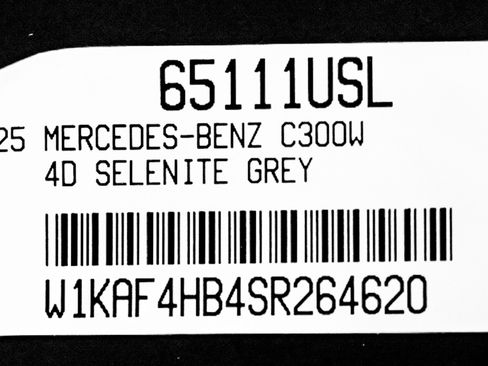 65111USL
25 MERCEDES-BENZ C300W
4D SELENITE GREY
W1KAF4HB4SR264620